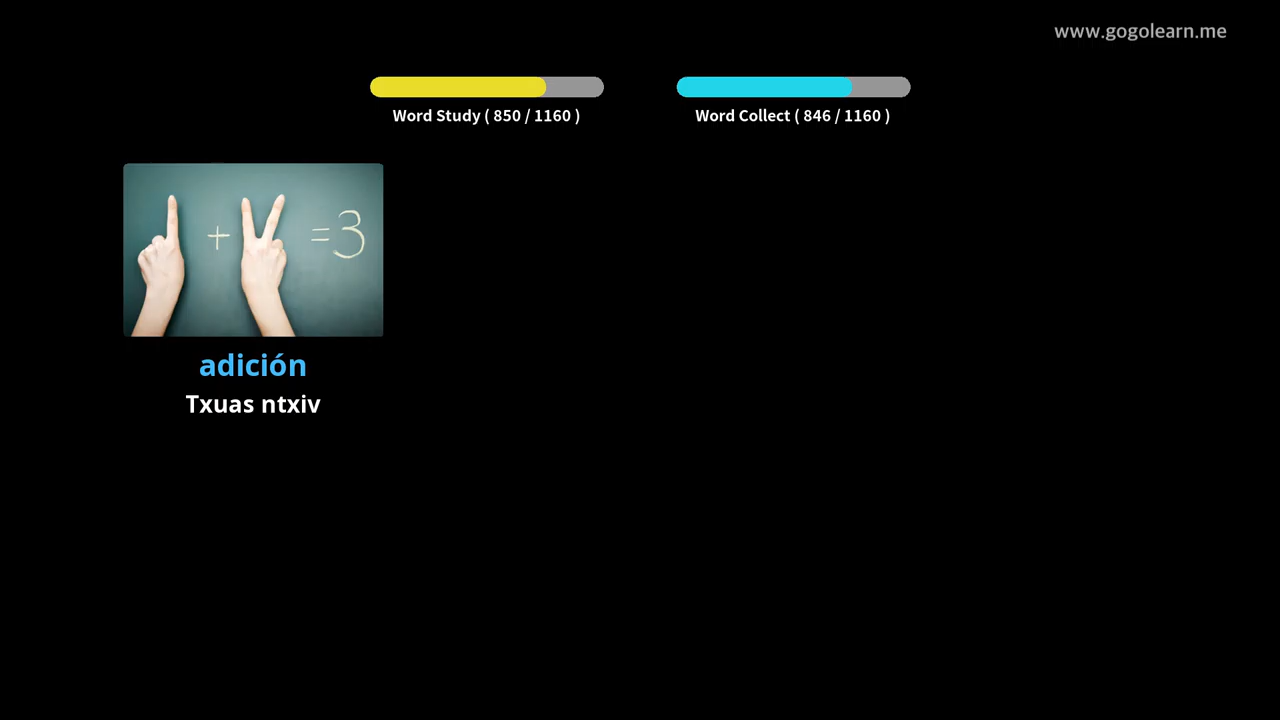 www.gogolearn.me
Word Study ( 850 / 1160 )
Word Collect ( 846 / 1160 )
+ = 3
adición
Txuas ntxiv